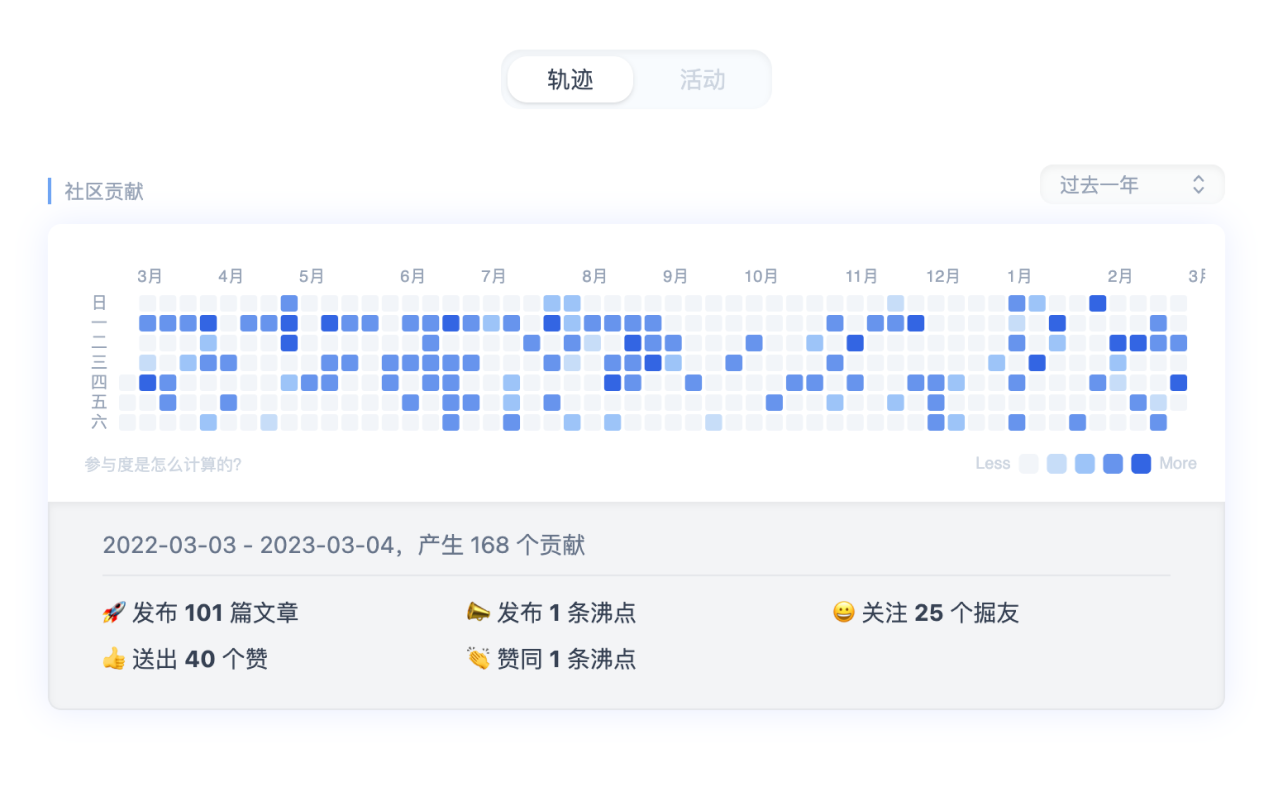 轨迹 活动
社区贡献 过去一年
3月 4月 5月 6月 7月 8月 9月 10月 11月 12月 1月 2月 3月
日
一
二
三
四
五
六
参与度是怎么计算的? Less More
2022-03-03 - 2023-03-04，产生 168 个贡献
🚀 发布 101 篇文章 📣 发布 1 条沸点 😀 关注 25 个掘友
👍 送出 40 个赞 👏 赞同 1 条沸点